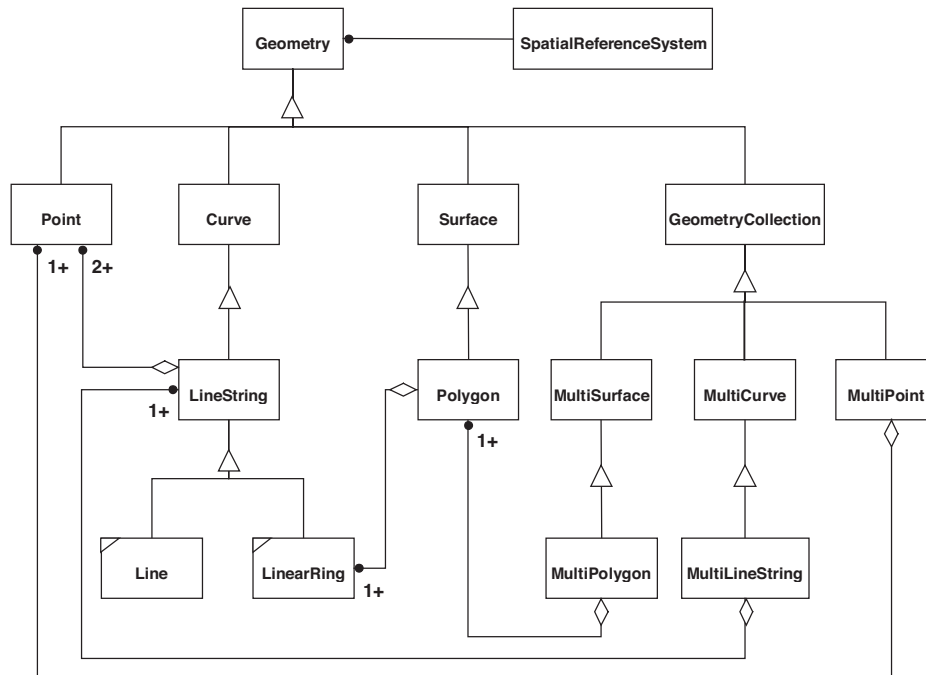 Geometry
SpatialReferenceSystem
Point
Curve
Surface
GeometryCollection
1+
2+
LineString
1+
Polygon
1+
MultiSurface
MultiCurve
MultiPoint
Line
LinearRing
1+
MultiPolygon
MultiLineString